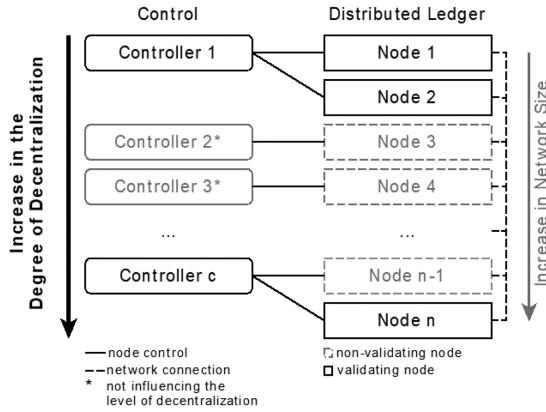 Control
Distributed Ledger
Increase in the
Degree of Decentralization
Controller 1
Node 1
Node 2
Controller 2*
Node 3
Controller 3*
Node 4
...
...
Controller c
Node n-1
Node n
Increase in Network Size
node control
network connection
* not influencing the
level of decentralization
non-validating node
validating node